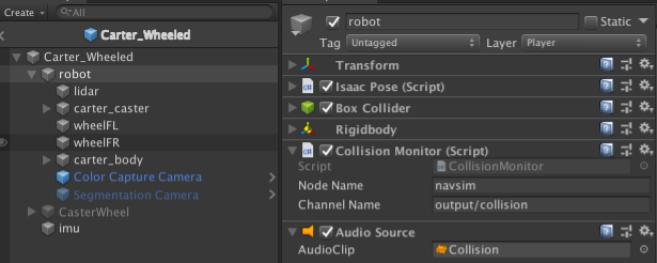 Create
All
Carter_Wheeled
Carter_Wheeled
robot
lidar
carter_caster
wheelFL
wheelFR
carter_body
Color Capture Camera
Segmentation Camera
CasterWheel
imu
robot
Static
Tag Untagged Layer Player
Transform
Isaac Pose (Script)
Box Collider
Rigidbody
Collision Monitor (Script)
Script CollisionMonitor
Node Name navsim
Channel Name output/collision
Audio Source
AudioClip Collision